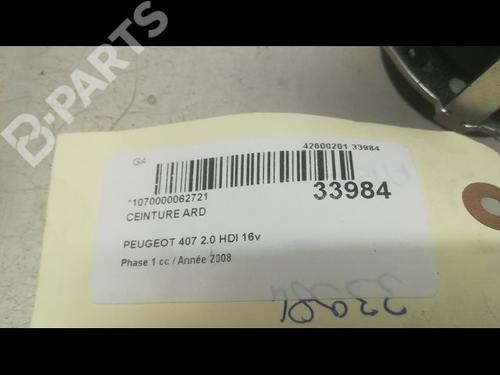 B-PARTS
GA
42600201 33984
*1070000062721
33984
CEINTURE ARD
PEUGEOT 407 2.0 HDI 16v
Phase 1 cc / Année 2008
33984